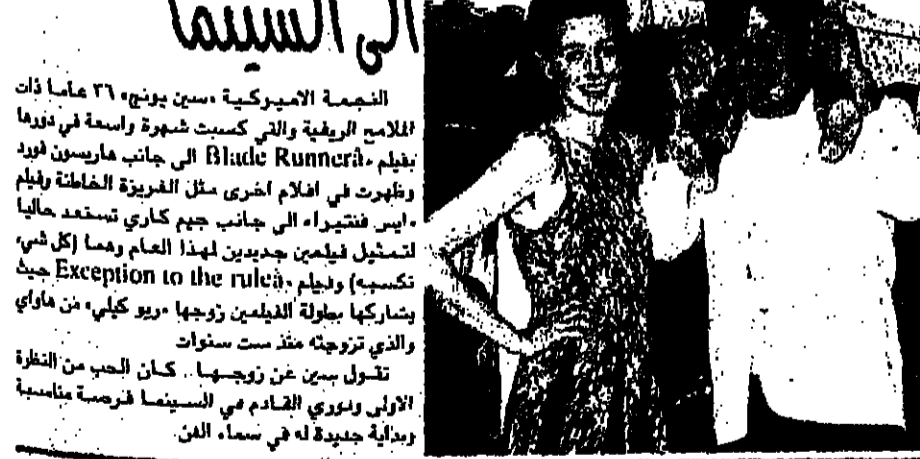 الى السينما
النجمة الاميركية «سين يونج» ٣٦ عاما ذات
الملامح الريفية والتي كسبت شهرة واسعة في دورها
بفيلم «Blade Runnerà الى جانب هاريسون فورد
وظهرت في افلام اخرى مثل الغريزة الخاطئة وفيلم
«ايس فنتيرا» الى جانب جيم كاري تستعد حاليا
لتمثيل فيلمين جديدين لهذا العام وهما (كل شيء
تكسبه) وفيلم «Exception to the ruleà حيث
يشاركها بطولة الفيلمين زوجها «ريو كيلي» من هاواي
والذي تزوجته منذ ست سنوات
تقول سين عن زوجها.. كان الحب من النظرة
الاولى ودوري القادم في السينما فرصة مناسبة
وبداية جديدة له في سماء الفن.